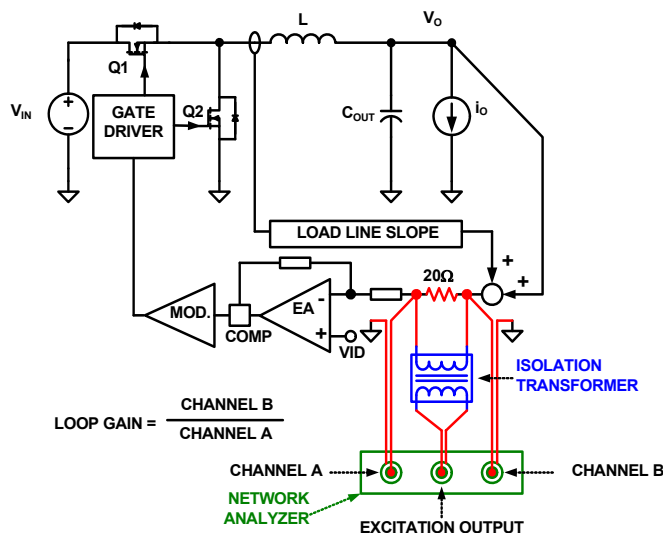 L
VO
Q1
VIN
+
−
GATE
DRIVER
Q2
COUT
iO
LOAD LINE SLOPE
+
+
20Ω
MOD.
COMP
EA
-
+
VID
ISOLATION
TRANSFORMER
LOOP GAIN =
CHANNEL B
CHANNEL A
CHANNEL A
CHANNEL B
NETWORK
ANALYZER
EXCITATION OUTPUT